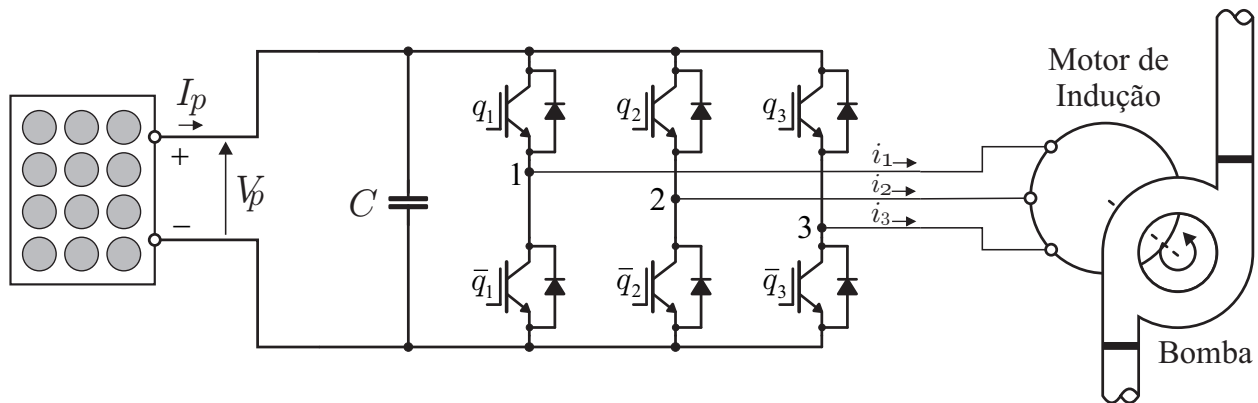 I_p
+
V_p
−
C
q_1
q_2
q_3
1
2
3
i_1
i_2
i_3
q̄_1
q̄_2
q̄_3
Motor de
Indução
Bomba